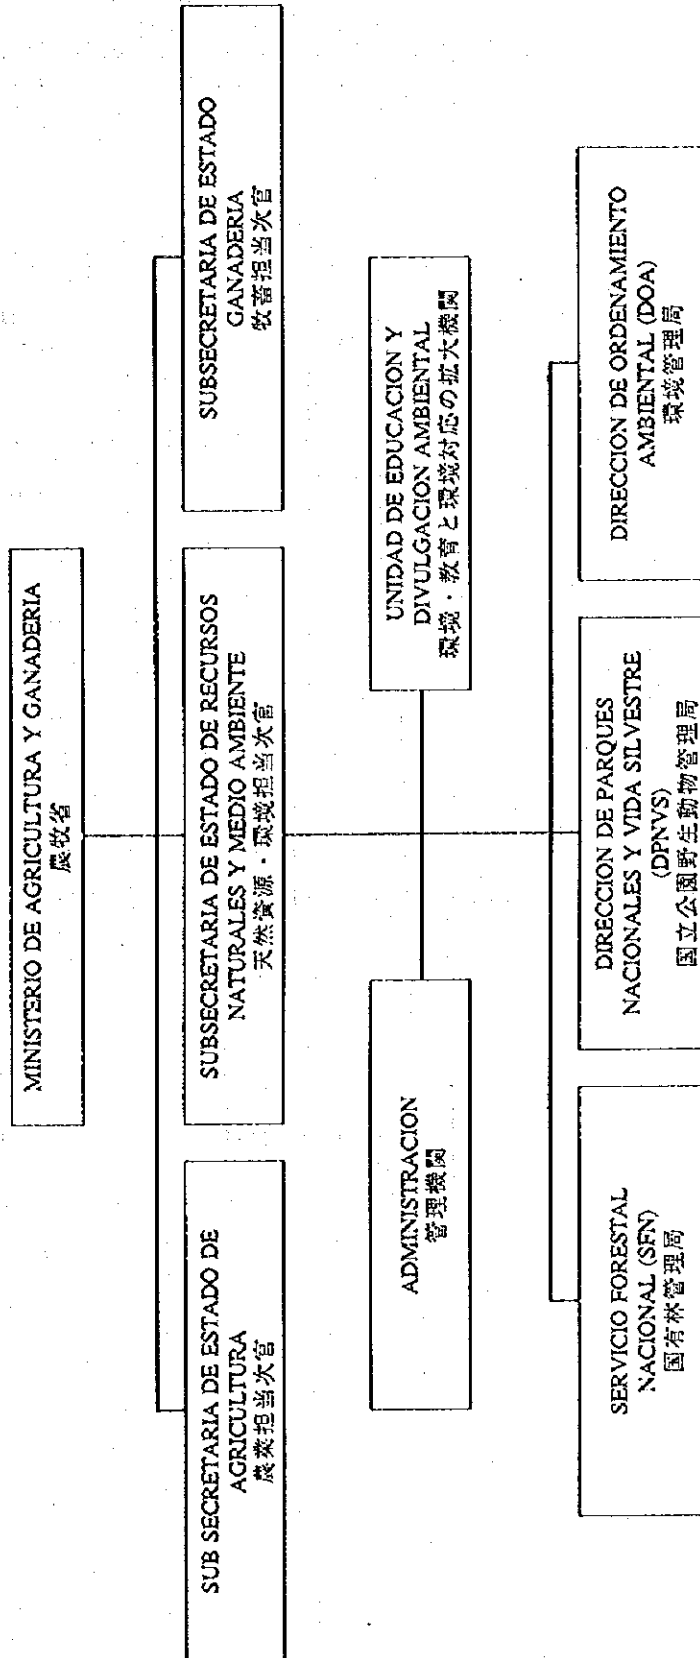 MINISTERIO DE AGRICULTURA Y GANADERIA
農牧省
SUB SECRETARIA DE ESTADO DE
AGRICULTURA
農業担当次官
SUBSECRETARIA DE ESTADO DE RECURSOS
NATURALES Y MEDIO AMBIENTE
天然資源・環境担当次官
SUBSECRETARIA DE ESTADO
GANADERIA
牧畜担当次官
ADMINISTRACION
管理機関
UNIDAD DE EDUCACION Y
DIVULGACION AMBIENTAL
環境・教育と環境対応の拡大機関
SERVICIO FORESTAL
NACIONAL (SFN)
国有林管理局
DIRECCION DE PARQUES
NACIONALES Y VIDA SILVESTRE
(DPNVS)
国立公園野生動物管理局
DIRECCION DE ORDENAMIENTO
AMBIENTAL (DOA)
環境管理局